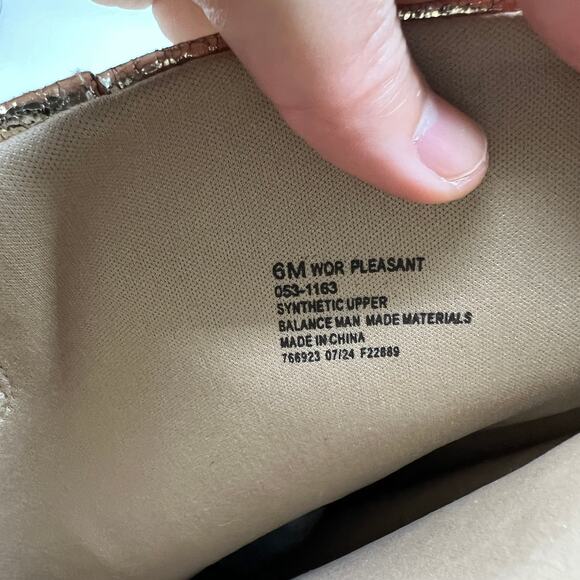 6M WOR PLEASANT
053-1163
SYNTHETIC UPPER
BALANCE MAN MADE MATERIALS
MADE IN CHINA
766923 07/24 F22889